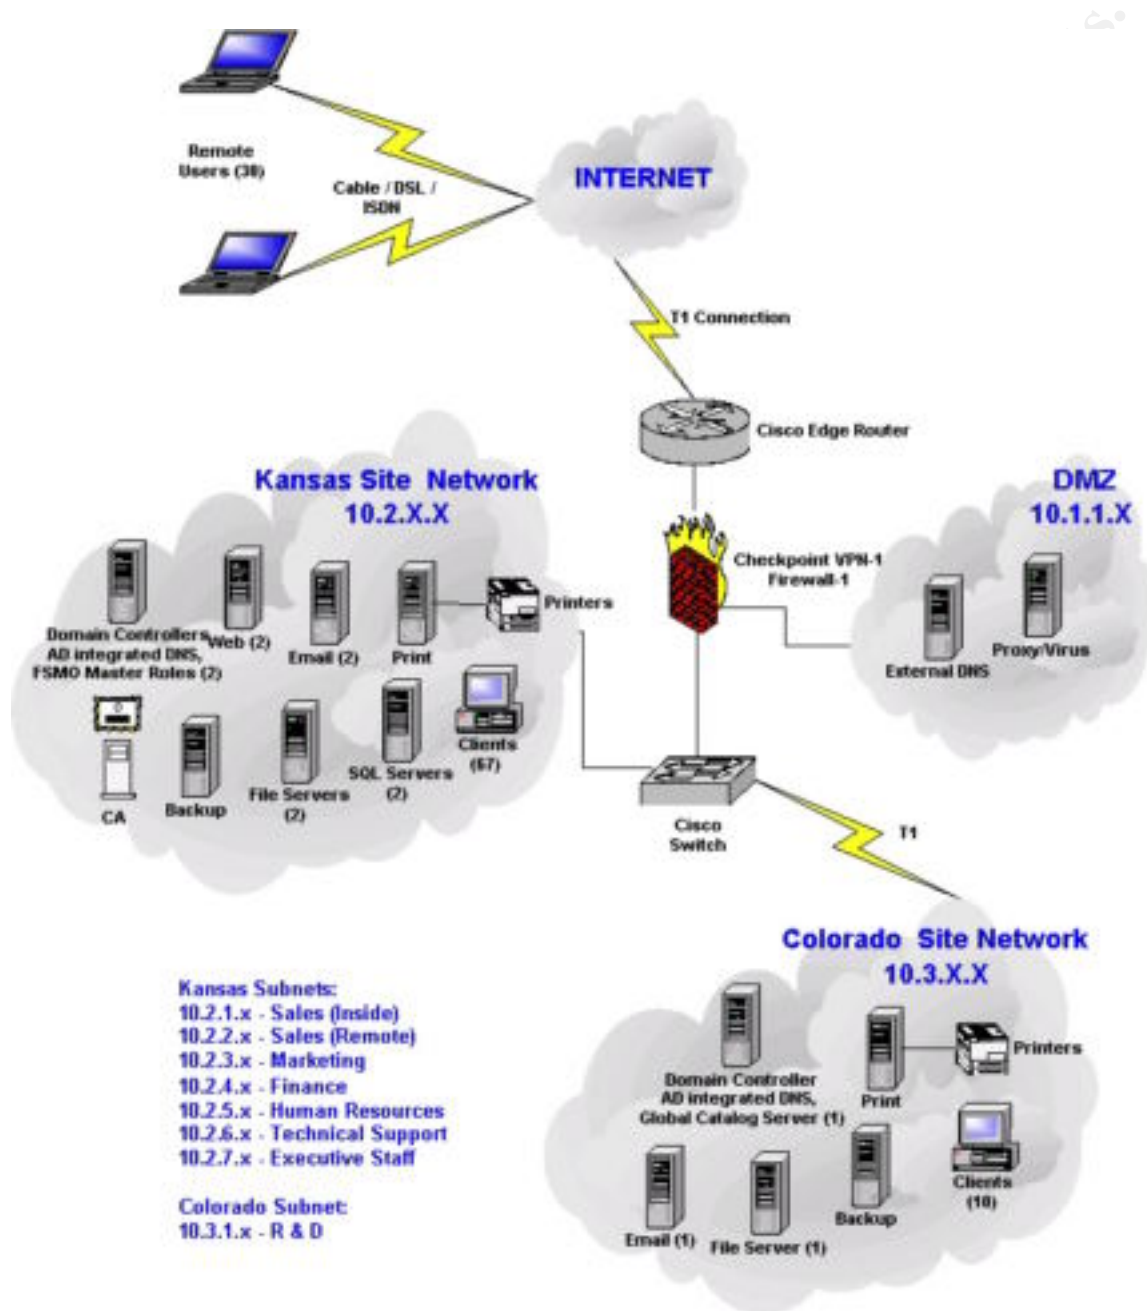 Remote
Users (30)
Cable / DSL /
ISDN
INTERNET
T1 Connection
Cisco Edge Router
Kansas Site Network
10.2.X.X
DMZ
10.1.1.X
Checkpoint VPN-1
Firewall-1
Domain Controllers,
AD integrated DNS,
FSMO Master Roles (2)
Web (2)
Email (2)
Print
Printers
External DNS
Proxy/Virus
CA
Backup
File Servers
(2)
SQL Servers
(2)
Clients
(67)
Cisco
Switch
T1
Colorado Site Network
10.3.X.X
Domain Controller
AD integrated DNS,
Global Catalog Server (1)
Print
Printers
Email (1)
File Server (1)
Backup
Clients
(10)
Kansas Subnets:
10.2.1.x - Sales (Inside)
10.2.2.x - Sales (Remote)
10.2.3.x - Marketing
10.2.4.x - Finance
10.2.5.x - Human Resources
10.2.6.x - Technical Support
10.2.7.x - Executive Staff
Colorado Subnet:
10.3.1.x - R & D